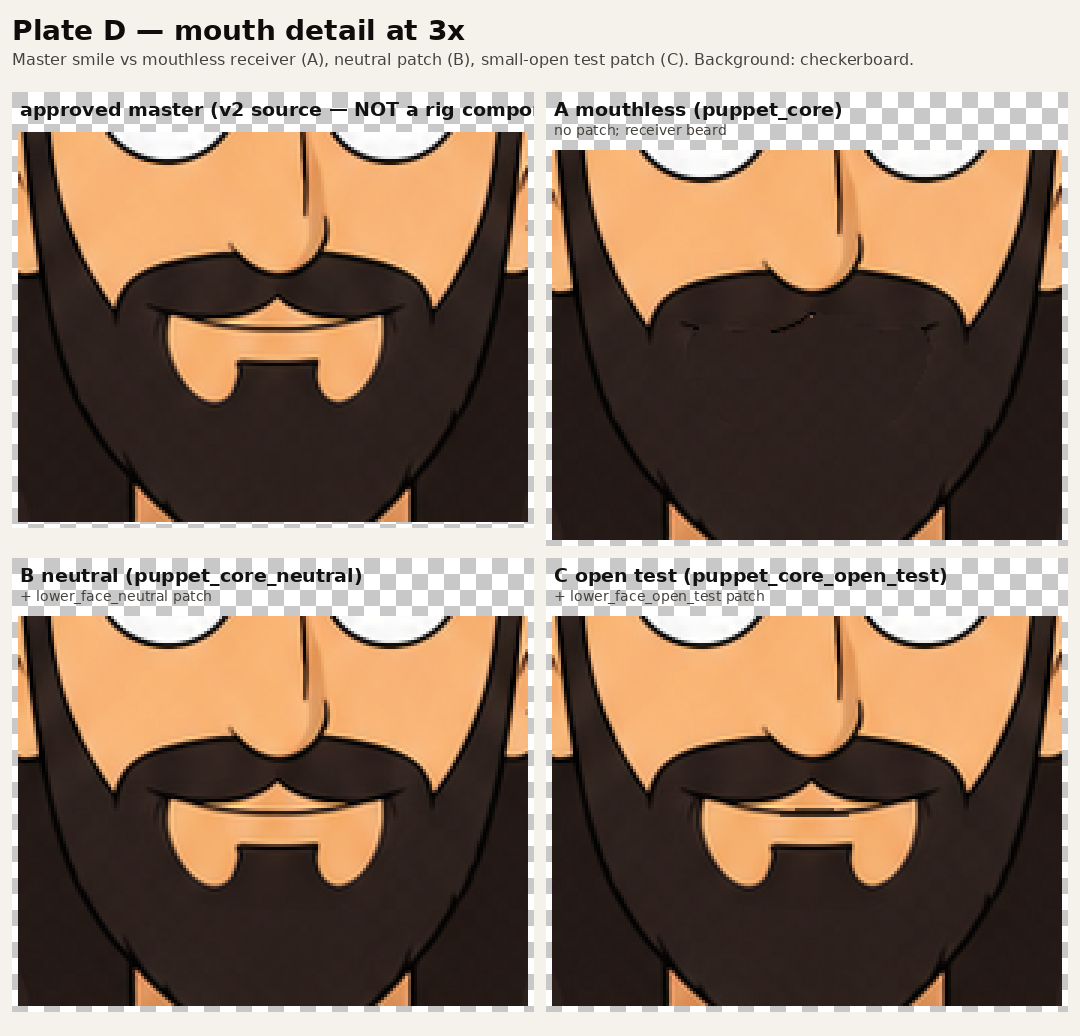 Plate D — mouth detail at 3x
Master smile vs mouthless receiver (A), neutral patch (B), small-open test patch (C). Background: checkerboard.
approved master (v2 source — NOT a rig compo
A mouthless (puppet_core)
no patch; receiver beard
B neutral (puppet_core_neutral)
+ lower_face_neutral patch
C open test (puppet_core_open_test)
+ lower_face_open_test patch